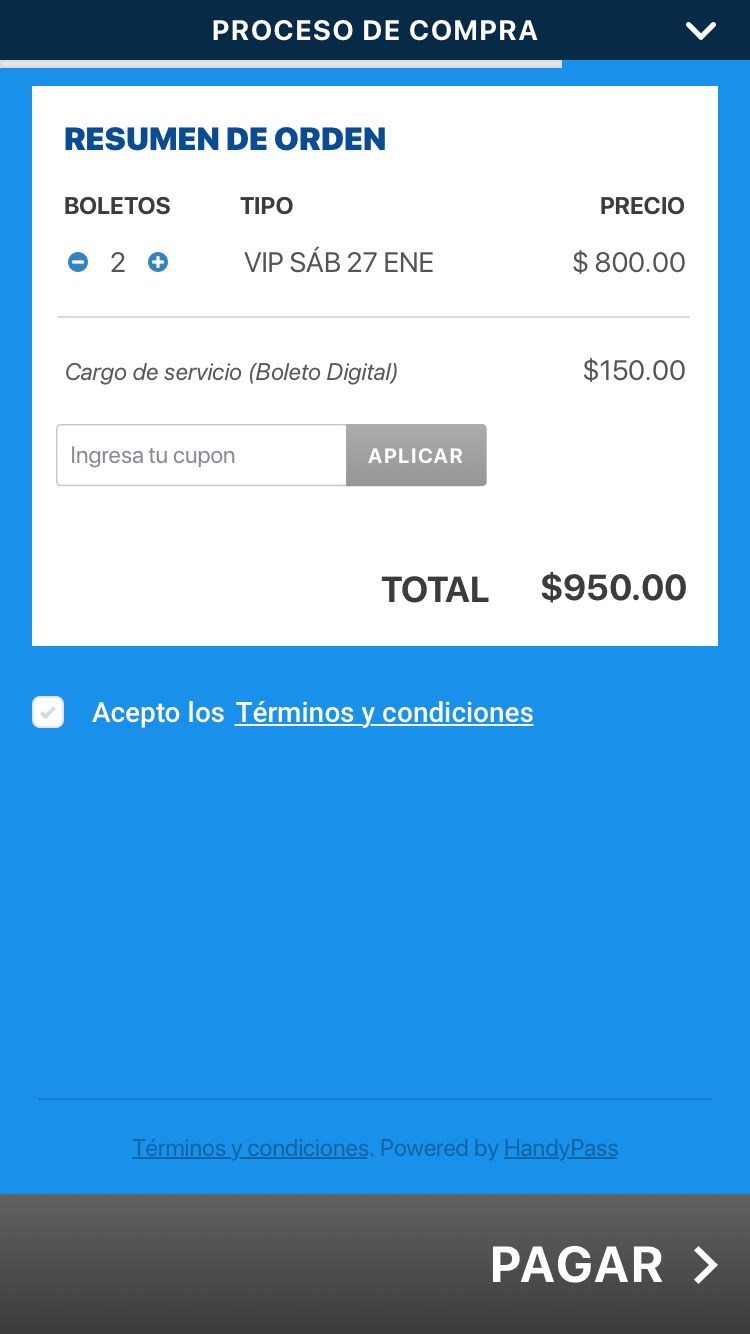 PROCESO DE COMPRA
RESUMEN DE ORDEN
BOLETOS TIPO PRECIO
2 VIP SÁB 27 ENE $ 800.00
Cargo de servicio (Boleto Digital) $150.00
Ingresa tu cupon APLICAR
TOTAL $950.00
Acepto los Términos y condiciones
Términos y condiciones. Powered by HandyPass
PAGAR